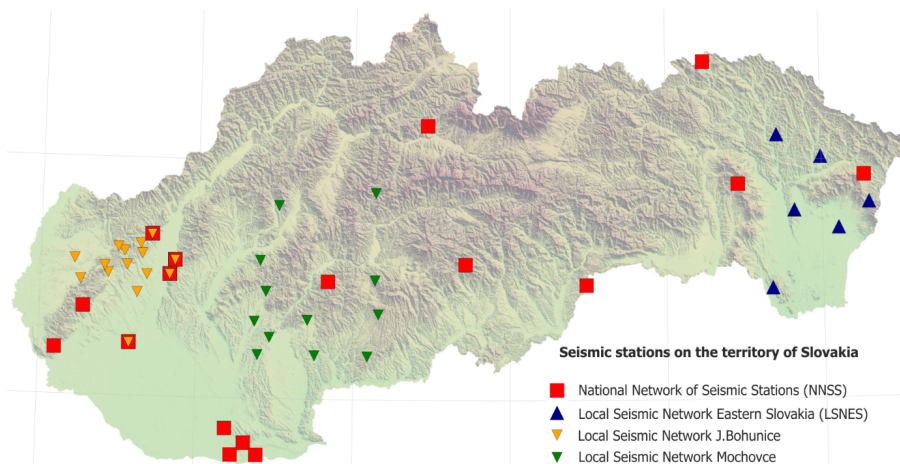 Seismic stations on the territory of Slovakia
National Network of Seismic Stations (NNSS)
Local Seismic Network Eastern Slovakia (LSNES)
Local Seismic Network J.Bohunice
Local Seismic Network Mochovce